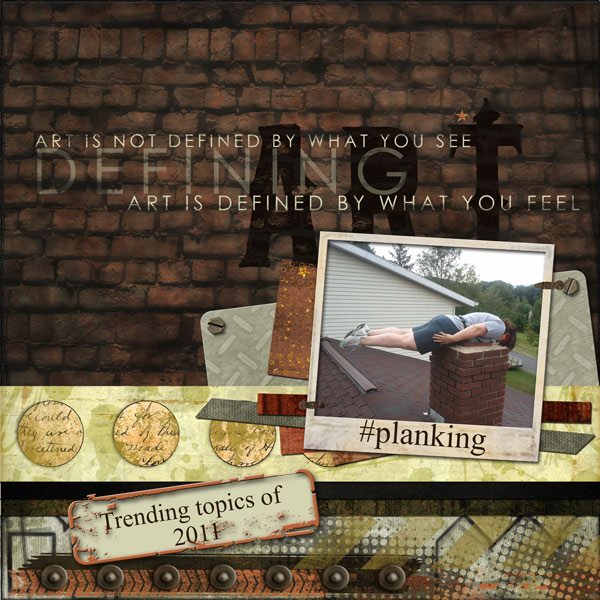 ART IS NOT DEFINED BY WHAT YOU SEE
DEFINING ART
ART IS DEFINED BY WHAT YOU FEEL
#planking
Trending topics of
2011